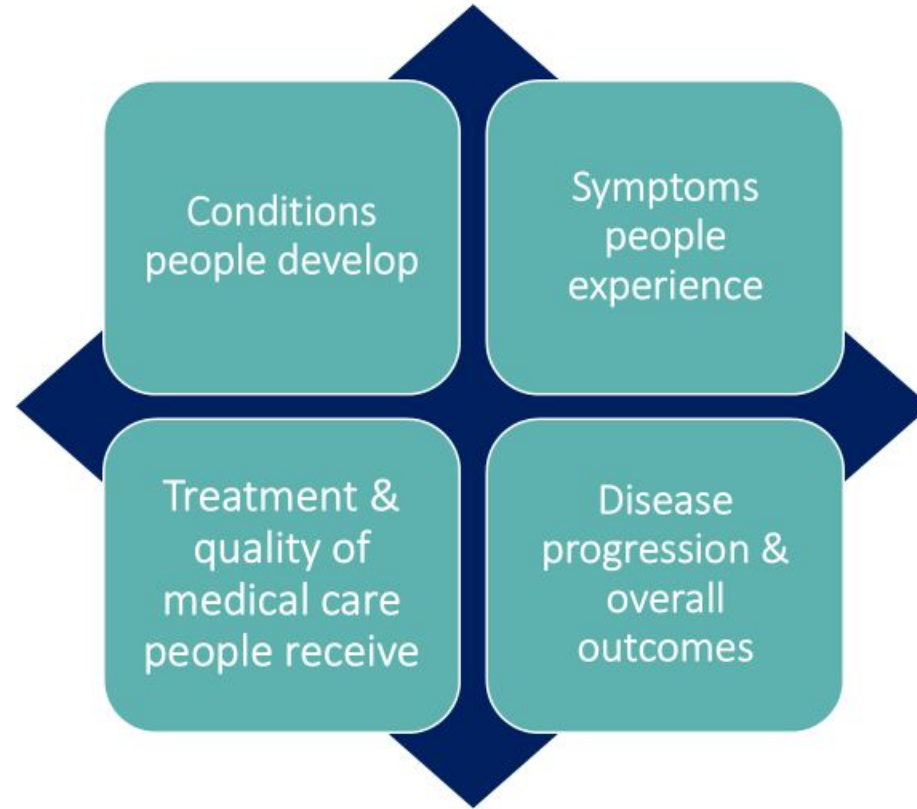 Conditions
people develop
Symptoms
people
experience
Treatment &
quality of
medical care
people receive
Disease
progression &
overall
outcomes